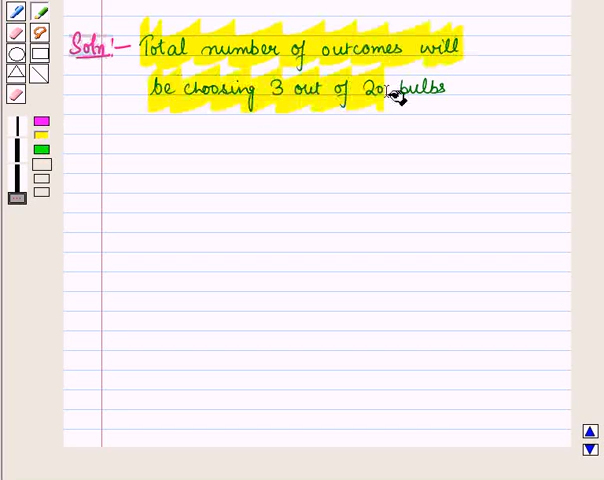 Soln:- Total number of outcomes will
be choosing 3 out of 20 bulbs